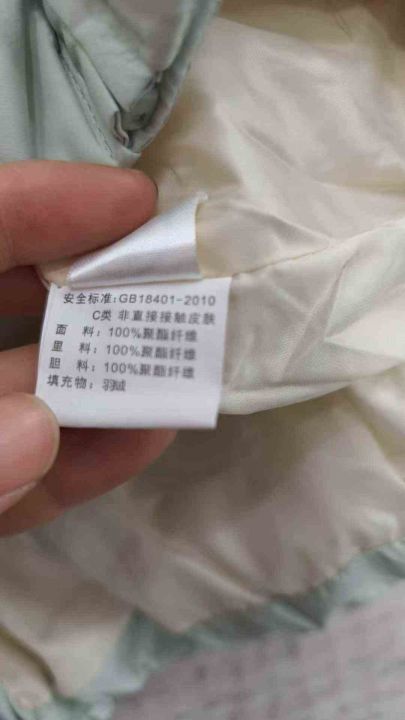 安全标准:GB18401-2010
C类 非直接接触皮肤
面 料: 100%聚酯纤维
里 料: 100%聚酯纤维
胆 料: 100%聚酯纤维
填充物: 羽绒